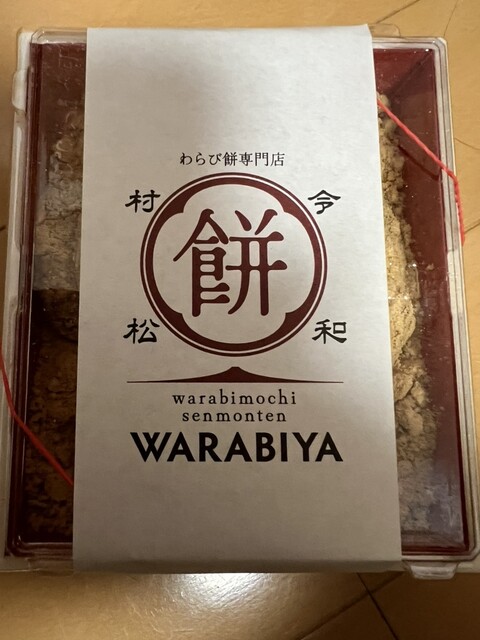 わらび餅専門店
村 令
餅
松 和
warabimochi
senmonten
WARABIYA